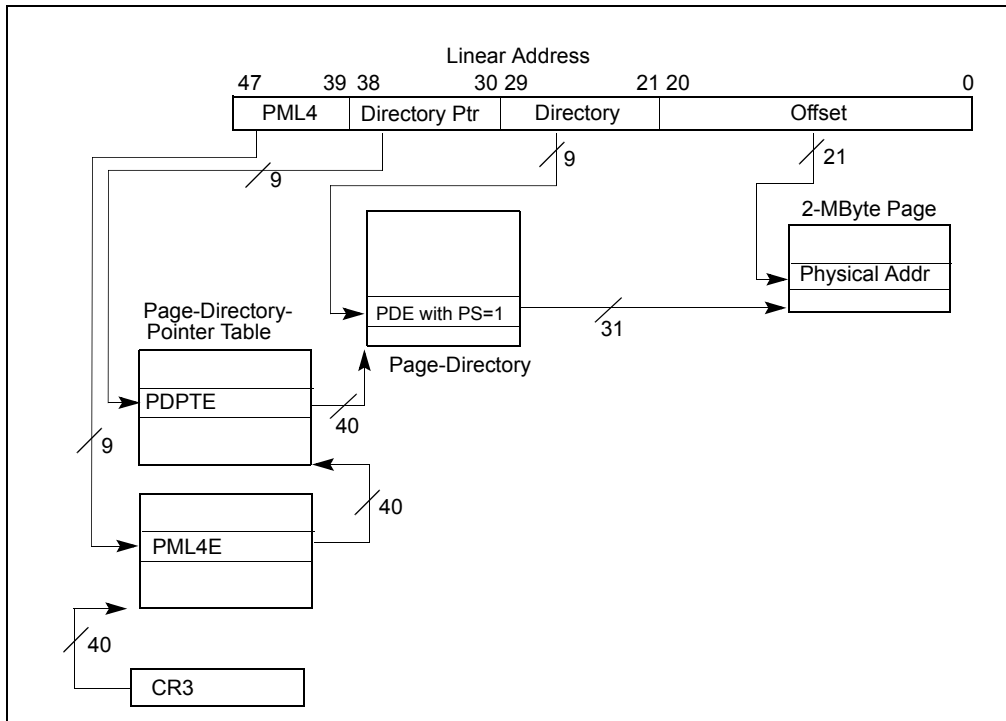 Linear Address
47 39 38 30 29 21 20 0
PML4 Directory Ptr Directory Offset
9 9 21
2-MByte Page
Physical Addr
PDE with PS=1
31
Page-Directory-
Pointer Table
Page-Directory
PDPTE
40
9
40
PML4E
40
CR3